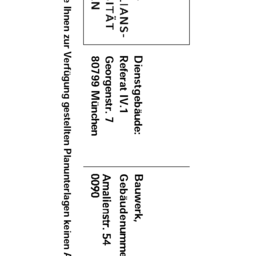 IANS-
ITÄT
N
Dienstgebäude:
Referat IV.1
Georgenstr. 7
80799 München
Bauwerk,
Gebäudenumme
Amalienstr. 54
0090
e Ihnen zur Verfügung gestellten Planunterlagen keinen A